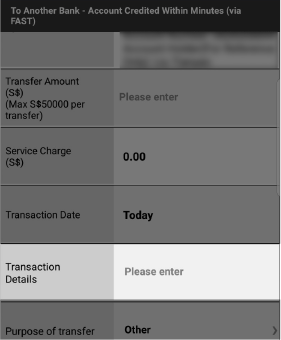 To Another Bank - Account Credited Within Minutes (via
FAST)
Transfer Amount
(S$)
(Max S$50000 per
transfer)
Please enter
Service Charge
(S$)
0.00
Transaction Date
Today
Transaction
Details
Please enter
Purpose of transfer
Other